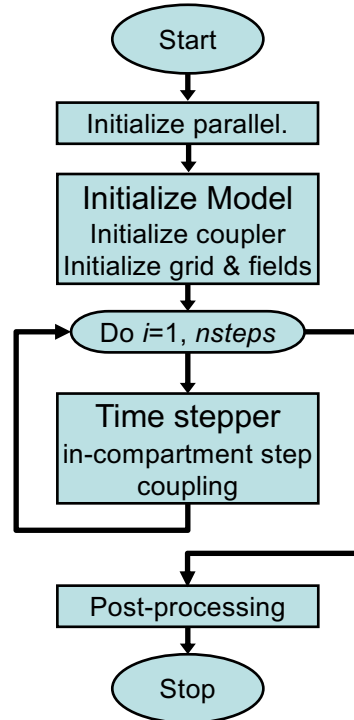 Start
Initialize parallel.
Initialize Model
Initialize coupler
Initialize grid & fields
Do i=1, nsteps
Time stepper
in-compartment step
coupling
Post-processing
Stop